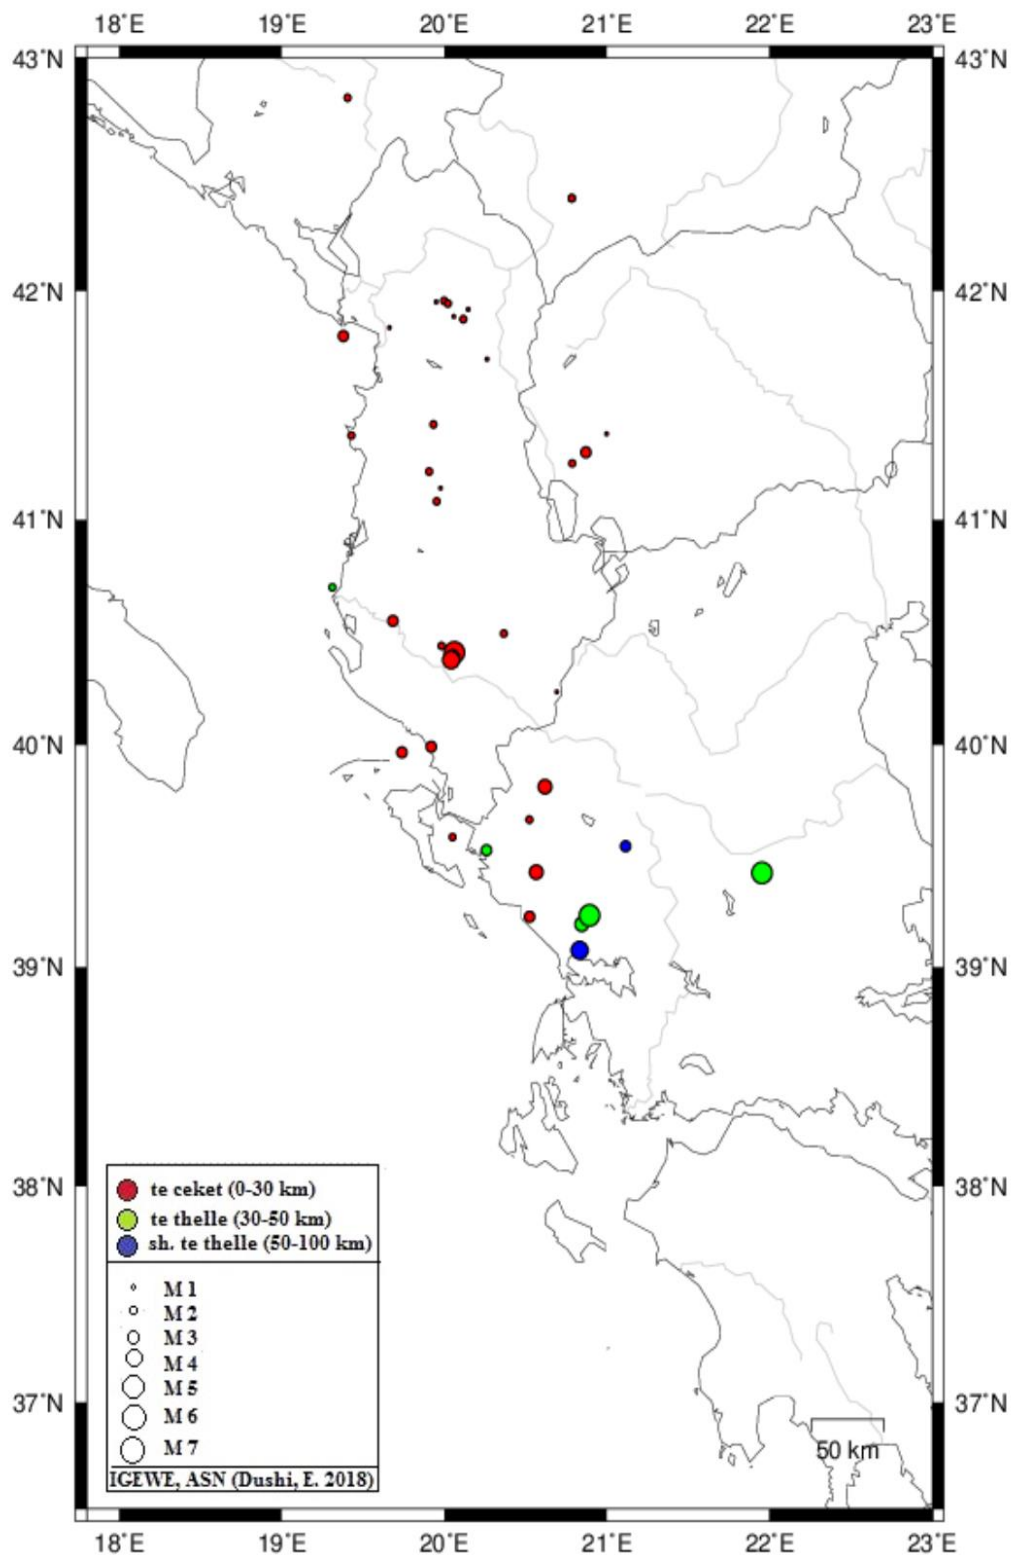 18°E 19°E 20°E 21°E 22°E 23°E
43°N 43°N
42°N 42°N
41°N 41°N
40°N 40°N
39°N 39°N
38°N 38°N
te ceket (0-30 km)
te thelle (30-50 km)
sh. te thelle (50-100 km)
M 1
M 2
M 3
M 4
M 5
M 6
M 7
37°N 37°N
50 km
IGEWE, ASN (Dushi, E. 2018)
18°E 19°E 20°E 21°E 22°E 23°E